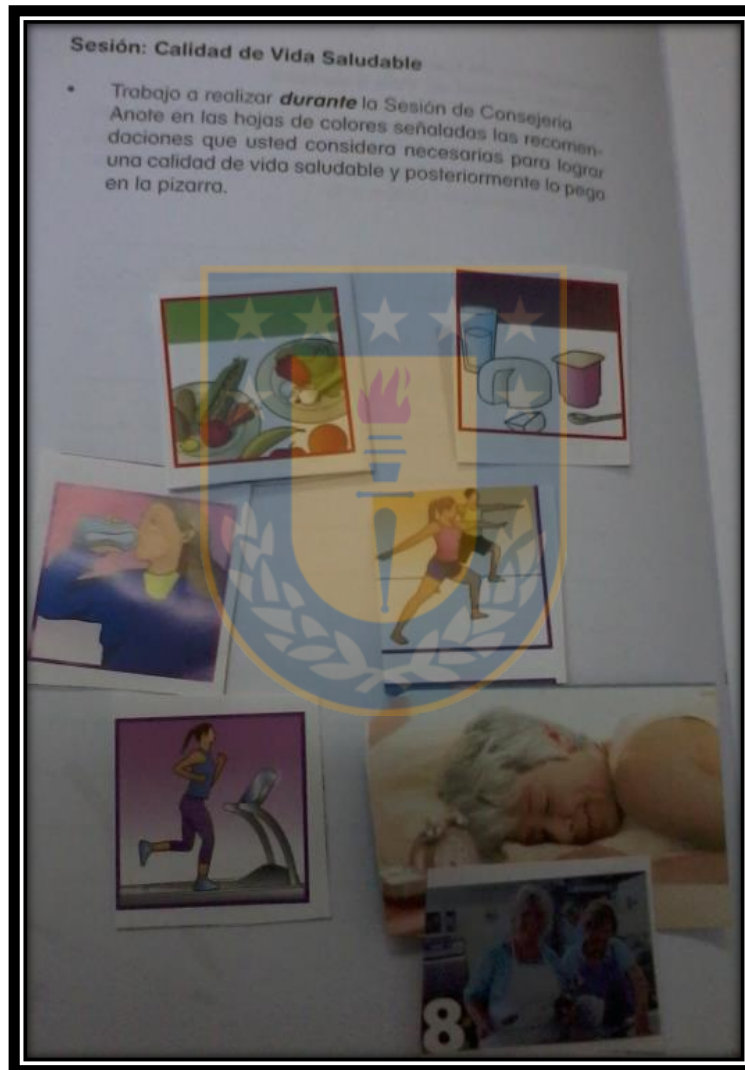 Sesión: Calidad de Vida Saludable
• Trabajo a realizar durante la Sesión de Consejería
Anote en las hojas de colores señaladas las recomen-
daciones que usted considera necesarias para lograr
una calidad de vida saludable y posteriormente lo pega
en la pizarra.
8